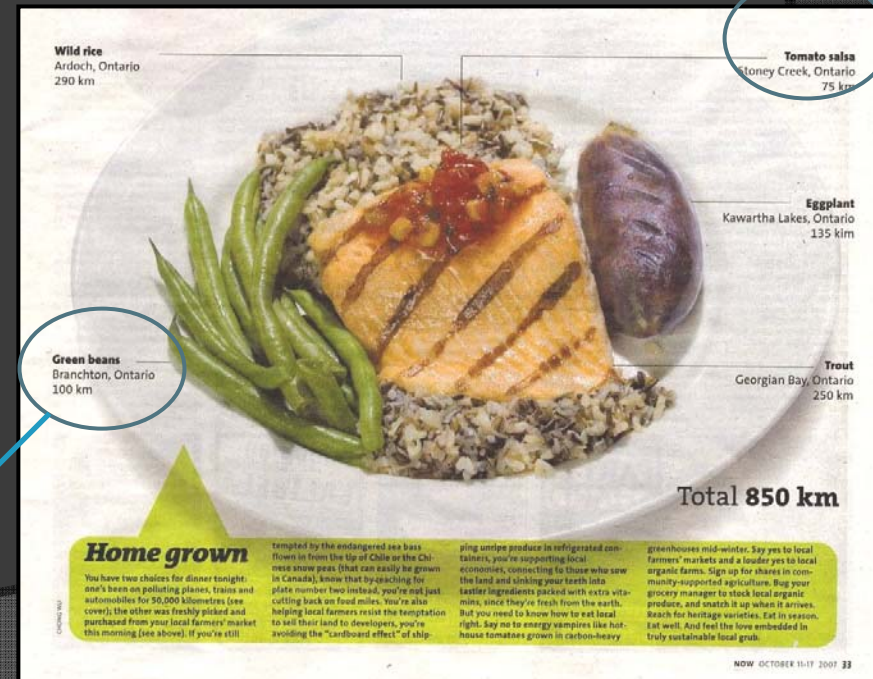 Wild rice
Ardoch, Ontario
290 km
Tomato salsa
Stoney Creek, Ontario
75 km
Eggplant
Kawartha Lakes, Ontario
135 kim
Green beans
Branchton, Ontario
100 km
Trout
Georgian Bay, Ontario
250 km
Total 850 km
Home grown
You have two choices for dinner tonight:
one's been on polluting planes, trains and
automobiles for 50,000 kilometres (see
cover); the other was freshly picked and
purchased from your local farmers' market
this morning (see above). If you're still
tempted by the endangered sea bass
flown in from the tip of Chile or the Chi-
nese snow peas (that can easily be grown
in Canada), know that by reaching for
plate number two instead, you're not just
cutting back on food miles. You're also
helping local farmers resist the temptation
to sell their land to developers, you're
avoiding the "cardboard effect" of ship-
ping unripe produce in refrigerated con-
tainers, you're supporting local
economies, connecting to those who sow
the land and sinking your teeth into
tastier ingredients packed with extra vita-
mins, since they're fresh from the earth.
But you need to know how to eat local
right. Say no to energy vampires like hot-
house tomatoes grown in carbon-heavy
greenhouses mid-winter. Say yes to local
farmers' markets and a louder yes to local
organic farms. Sign up for shares in com-
munity-supported agriculture. Bug your
grocery manager to stock local organic
produce, and snatch it up when it arrives.
Reach for heritage varieties. Eat in season.
Eat well. And feel the love embedded in
truly sustainable local grub.
CHONG WU
NOW OCTOBER 11-17 2007 33